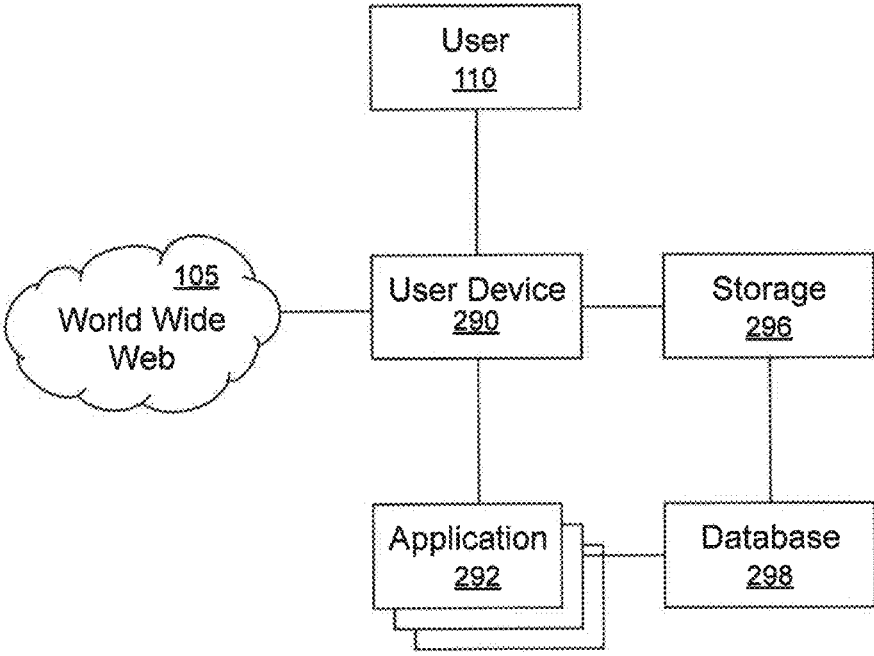 User
110
105
World Wide
Web
User Device
290
Storage
296
Application
292
Database
298